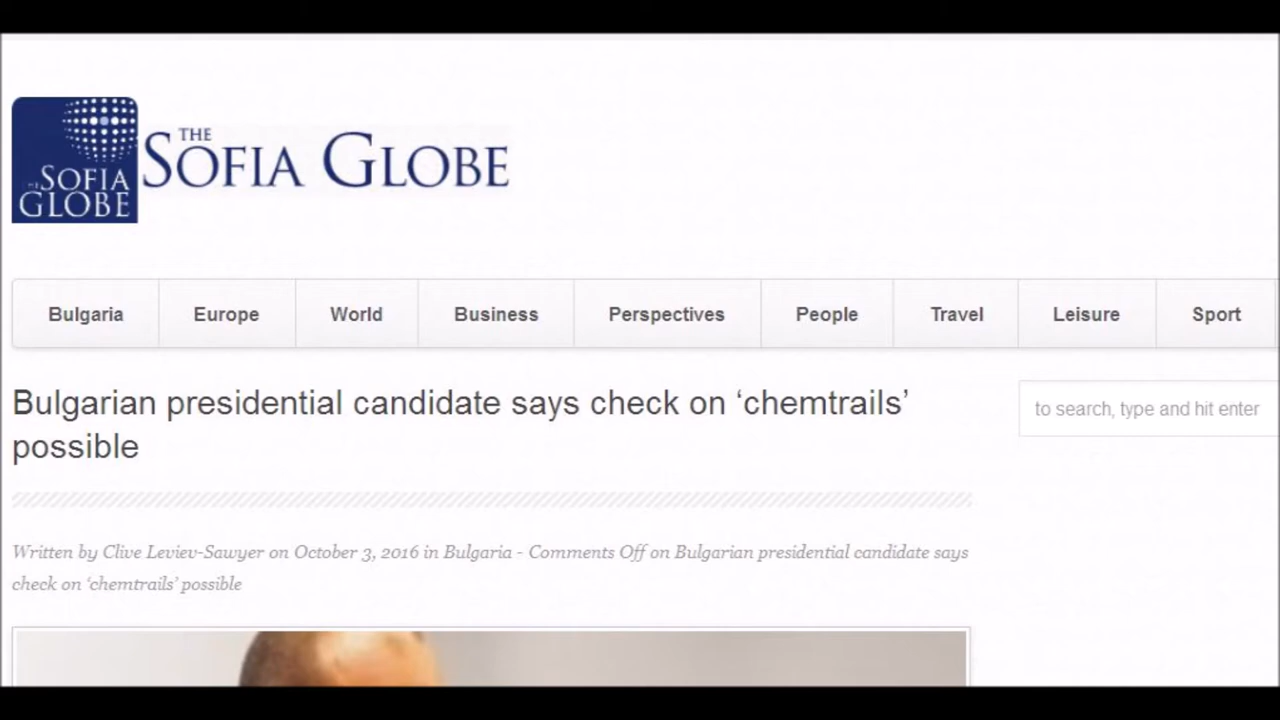 THE
SOFIA
GLOBE
THE
SOFIA GLOBE
Bulgaria Europe World Business Perspectives People Travel Leisure Sport
Bulgarian presidential candidate says check on ‘chemtrails’
possible
to search, type and hit enter
Written by Clive Leviev-Sawyer on October 3, 2016 in Bulgaria - Comments Off on Bulgarian presidential candidate says
check on ‘chemtrails’ possible